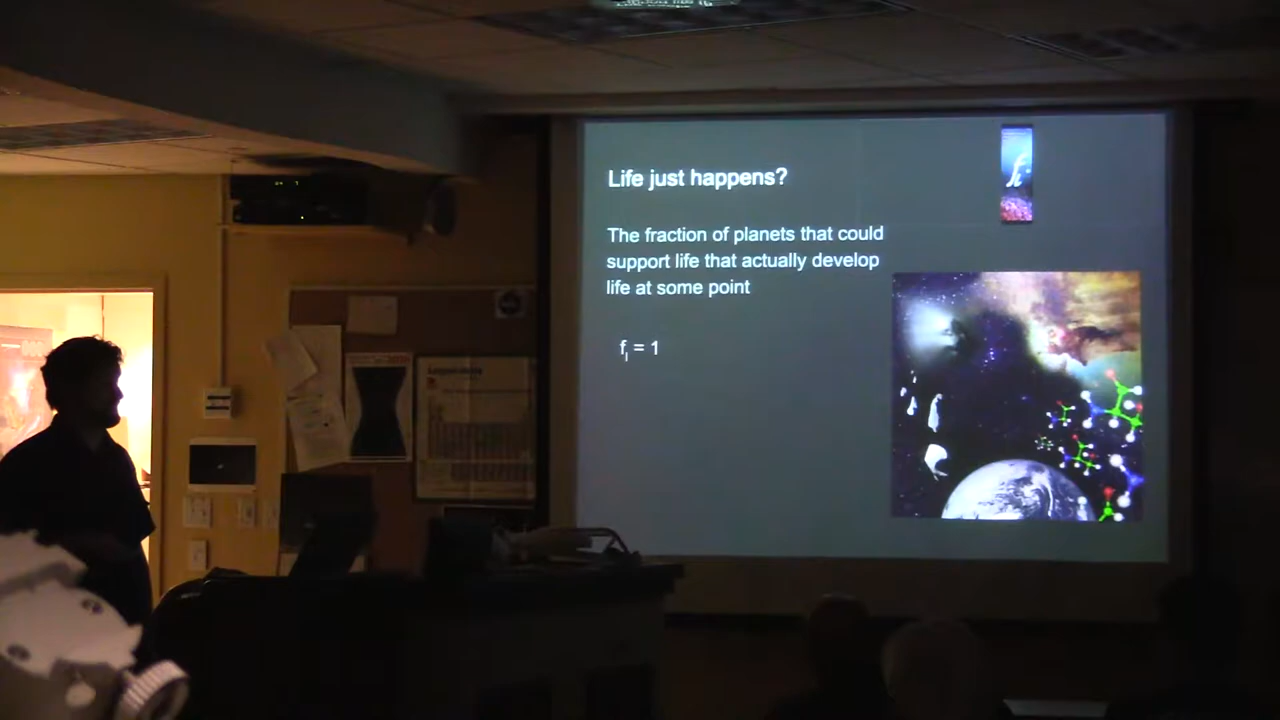 Life just happens?
The fraction of planets that could
support life that actually develop
life at some point
fl = 1